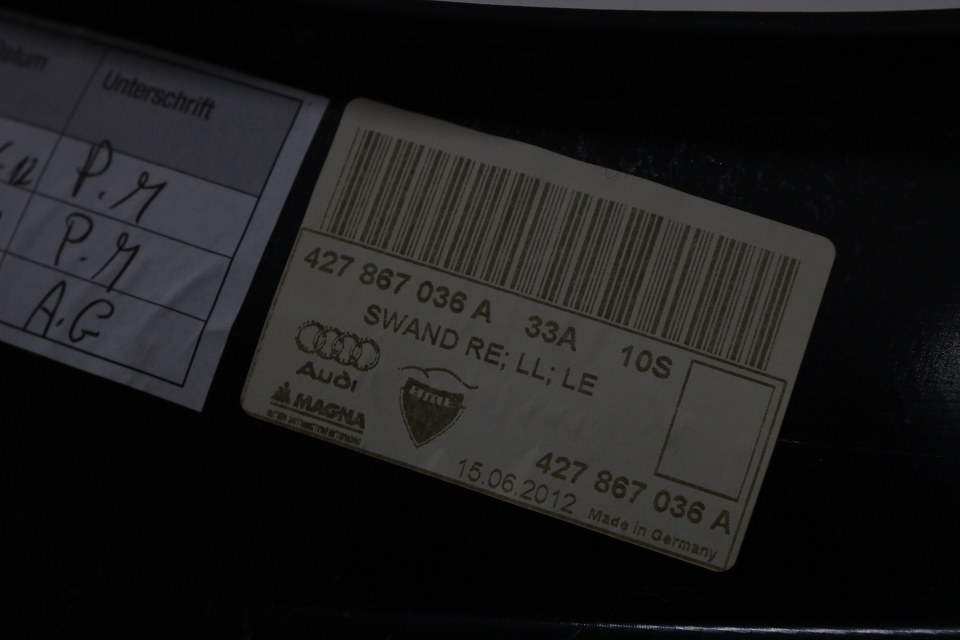 Datum Unterschrift
P.M
P.M
A.G
427 867 036 A 33A 10S
SWAND RE; LL; LE
Audi
MAGNA
427 867 036 A
15.06.2012 Made in Germany